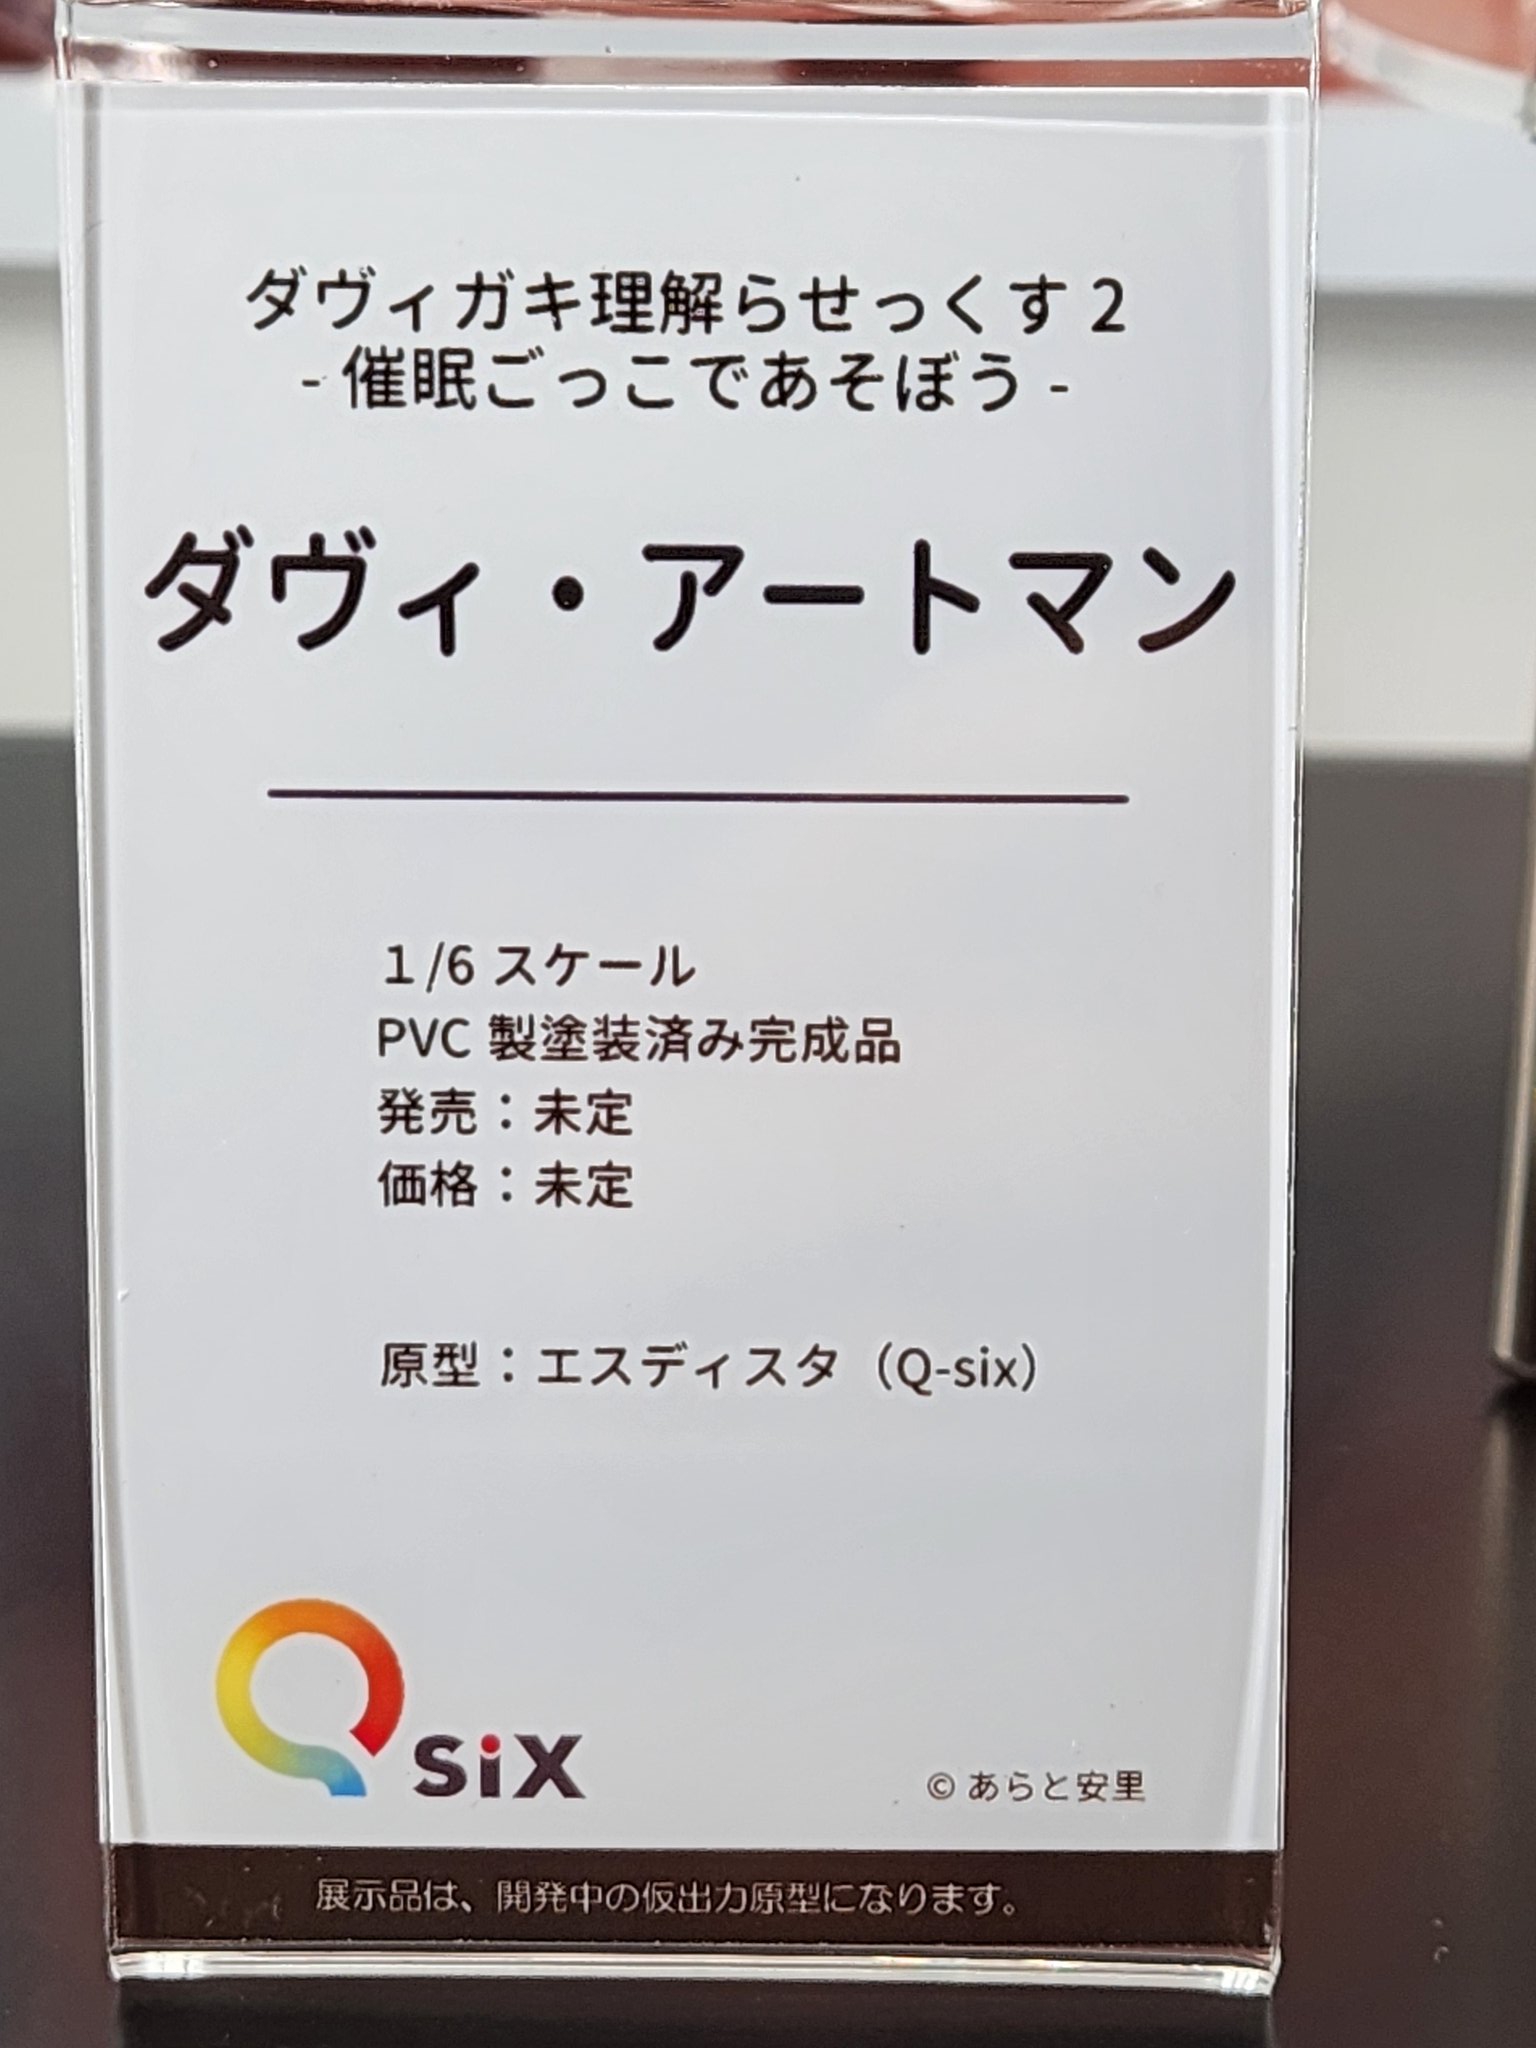 ダヴィガキ理解らせっくす 2
- 催眠ごっこであそぼう -
ダヴィ・アートマン
1/6 スケール
PVC 製塗装済み完成品
発売：未定
価格：未定
原型：エスディスタ（Q-six）
Q six
© あらと安里
展示品は、開発中の仮出力原型になります。